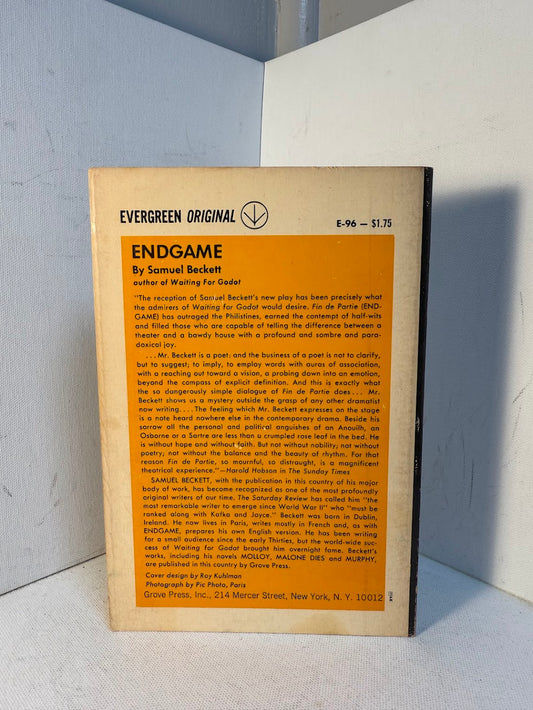 EVERGREEN ORIGINAL
E-96 — $1.75
ENDGAME
By Samuel Beckett
author of Waiting For Godot
"The reception of Samuel Beckett's new play has been precisely what
the admirers of Waiting for Godot would desire. Fin de Partie (END-
GAME) has outraged the Philistines, earned the contempt of half-wits
and filled those who are capable of telling the difference between a
theater and a bawdy house with a profound and sombre and para-
doxical joy.
. . . Mr. Beckett is a poet; and the business of a poet is not to clarify,
but to suggest; to imply, to employ words with auras of association,
with a reaching out toward a vision, a probing down into an emotion,
beyond the compass of explicit definition. And this is exactly what
the so dangerously simple dialogue of Fin de Partie does . . . Mr.
Beckett shows us a mystery outside the grasp of any other dramatist
now writing. . . . The feeling which Mr. Beckett expresses on the stage
is a note heard nowhere else in the contemporary drama. Beside his
sorrow all the personal and political anguishes of an Anouilh, an
Osborne or a Sartre are less than a crumpled rose leaf in the bed. He
is without hope and without faith. But not without nobility; not without
poetry; not without the balance and the beauty of rhythm. For that
reason Fin de Partie, so mournful, so distraught, is a magnificent
theatrical experience."—Harold Hobson in The Sunday Times
SAMUEL BECKETT, with the publication in this country of his major
body of work, has become recognized as one of the most profoundly
original writers of our time. The Saturday Review has called him "the
most remarkable writer to emerge since World War II" who "must be
ranked along with Kafka and Joyce." Beckett was born in Dublin,
Ireland. He now lives in Paris, writes mostly in French and, as with
ENDGAME, prepares his own English version. He has been writing
for a small audience since the early Thirties, but the world-wide suc-
cess of Waiting for Godot brought him overnight fame. Beckett's
works, including his novels MOLLOY, MALONE DIES and MURPHY,
are published in this country by Grove Press.
Cover design by Roy Kuhlman
Photograph by Pic Photo, Paris
Grove Press, Inc., 214 Mercer Street, New York, N. Y. 10012